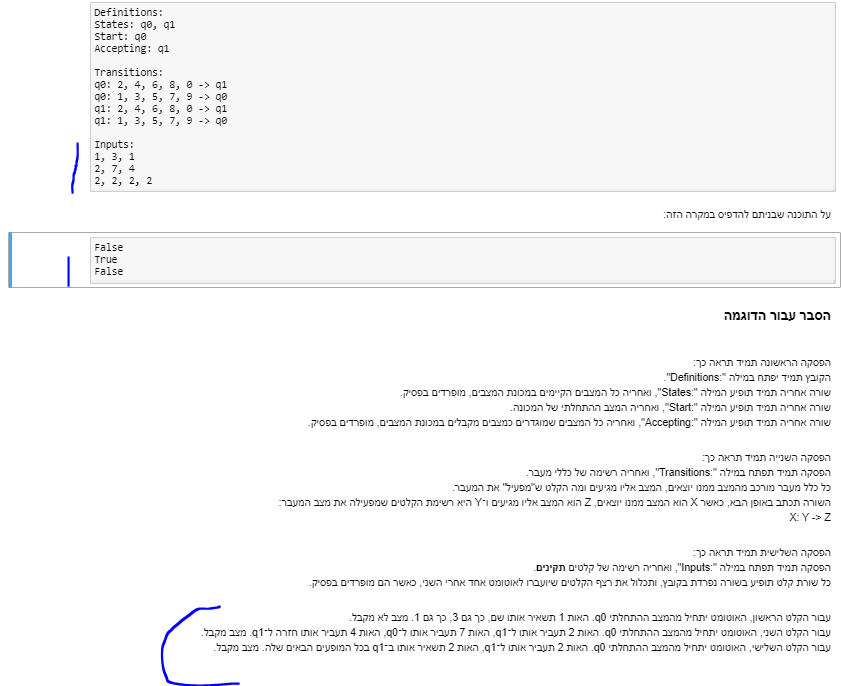 Definitions:
States: q0, q1
Start: q0
Accepting: q1
Transitions:
q0: 2, 4, 6, 8, 0 -> q1
q0: 1, 3, 5, 7, 9 -> q0
q1: 2, 4, 6, 8, 0 -> q1
q1: 1, 3, 5, 7, 9 -> q0
Inputs:
1, 3, 1
2, 7, 4
2, 2, 2, 2
על התוכנה שבניתם להדפיס במקרה הזה:
False
True
False
הסבר עבור הדוגמה
הפסקה הראשונה תמיד תראה כך:
הקובץ תמיד יפתח במילה "Definitions:".
שורה אחריה תמיד תופיע המילה "States:", ואחריה כל המצבים הקיימים במכונת המצבים, מופרדים בפסיק.
שורה אחריה תמיד תופיע המילה "Start:", ואחריה המצב ההתחלתי של המכונה.
שורה אחריה תמיד תופיע המילה "Accepting:", ואחריה כל המצבים שמוגדרים כמצבים מקבלים במכונת המצבים, מופרדים בפסיק.
הפסקה השנייה תמיד תראה כך:
הפסקה תמיד תפתח במילה "Transitions:", ואחריה רשימה של כללי מעבר.
כל כלל מעבר מורכב מהמצב ממנו יוצאים, המצב אליו מגיעים ומה הקלט ש"מפעיל" את המעבר.
השורה תכתב באופן הבא, כאשר X הוא המצב ממנו יוצאים, Z הוא המצב אליו מגיעים ו־Y היא רשימת הקלטים שמפעילה את מצב המעבר:
X: Y -> Z
הפסקה השלישית תמיד תראה כך:
הפסקה תמיד תפתח במילה "Inputs:", ואחריה רשימה של קלטים תקינים.
כל שורת קלט תופיע בשורה נפרדת בקובץ, ותכלול את רצף הקלטים שיועברו לאוטומט אחד אחרי השני, כאשר הם מופרדים בפסיק.
עבור הקלט הראשון, האוטומט יתחיל מהמצב ההתחלתי q0. האות 1 תשאיר אותו שם, כך גם 3, כך גם 1. מצב לא מקבל.
עבור הקלט השני, האוטומט יתחיל מהמצב ההתחלתי q0. האות 2 תעביר אותו ל־q1, האות 7 תעביר אותו ל־q0, האות 4 תעביר אותו חזרה ל־q1. מצב מקבל.
עבור הקלט השלישי, האוטומט יתחיל מהמצב ההתחלתי q0. האות 2 תעביר אותו ל־q1, האות 2 תשאיר אותו ב־q1 בכל המופעים הבאים שלה. מצב מקבל.